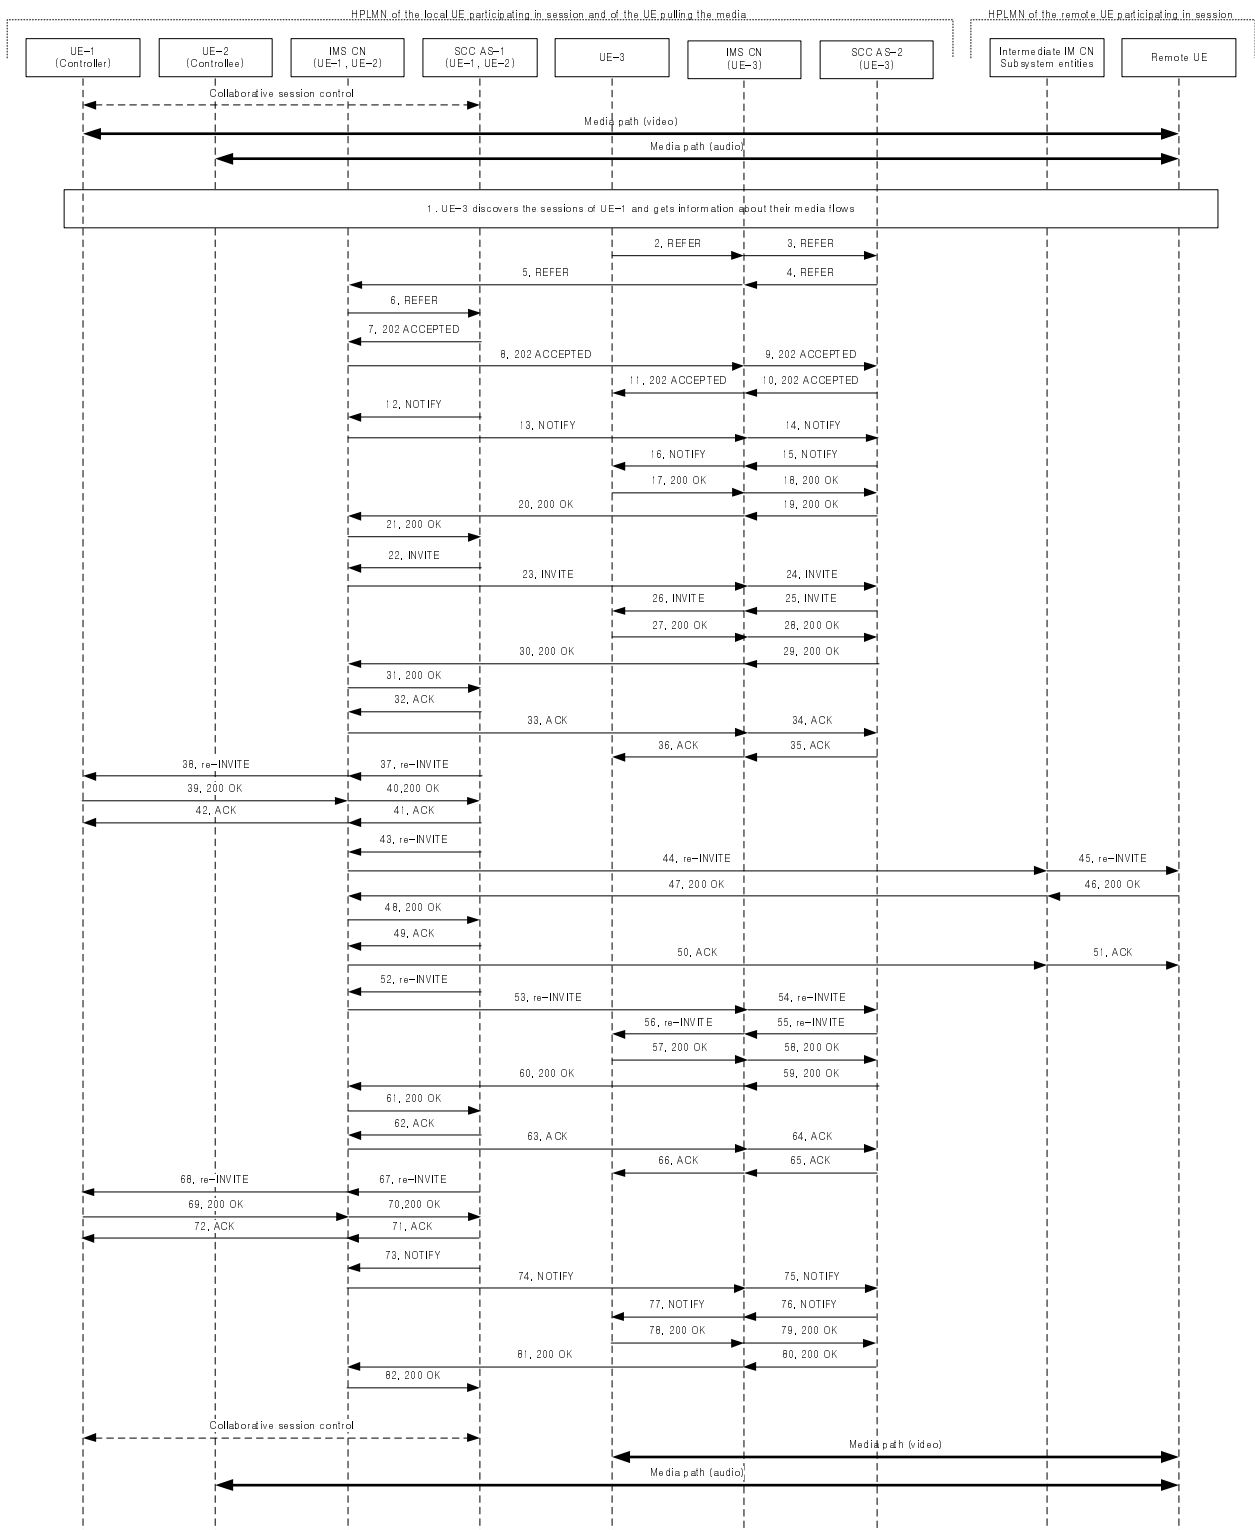 HPLMN of the local UE participating in session and of the UE pulling the media
HPLMN of the remote UE participating in session
UE-1
(Controller)
UE-2
(Controllee)
IMS CN
(UE-1, UE-2)
SCC AS-1
(UE-1, UE-2)
UE-3
IMS CN
(UE-3)
SCC AS-2
(UE-3)
Intermediate IM CN
Subsystem entities
Remote UE
Collaborative session control
Media path (video)
Media path (audio)
1. UE-3 discovers the sessions of UE-1 and gets information about their media flows
2, REFER
3, REFER
5, REFER
4, REFER
6, REFER
7, 202 ACCEPTED
8, 202 ACCEPTED
9, 202 ACCEPTED
11, 202 ACCEPTED
10, 202 ACCEPTED
12, NOTIFY
13, NOTIFY
14, NOTIFY
16, NOTIFY
15, NOTIFY
17, 200 OK
18, 200 OK
20, 200 OK
19, 200 OK
21, 200 OK
22, INVITE
23, INVITE
24, INVITE
26, INVITE
25, INVITE
27, 200 OK
28, 200 OK
30, 200 OK
29, 200 OK
31, 200 OK
32, ACK
33, ACK
34, ACK
36, ACK
35, ACK
38, re-INVITE
37, re-INVITE
39, 200 OK
40,200 OK
42, ACK
41, ACK
43, re-INVITE
44, re-INVITE
45, re-INVITE
47, 200 OK
46, 200 OK
48, 200 OK
49, ACK
50, ACK
51, ACK
52, re-INVITE
53, re-INVITE
54, re-INVITE
56, re-INVITE
55, re-INVITE
57, 200 OK
58, 200 OK
60, 200 OK
59, 200 OK
61, 200 OK
62, ACK
63, ACK
64, ACK
66, ACK
65, ACK
68, re-INVITE
67, re-INVITE
69, 200 OK
70,200 OK
72, ACK
71, ACK
73, NOTIFY
74, NOTIFY
75, NOTIFY
77, NOTIFY
76, NOTIFY
78, 200 OK
79, 200 OK
81, 200 OK
80, 200 OK
82, 200 OK
Collaborative session control
Media path (video)
Media path (audio)